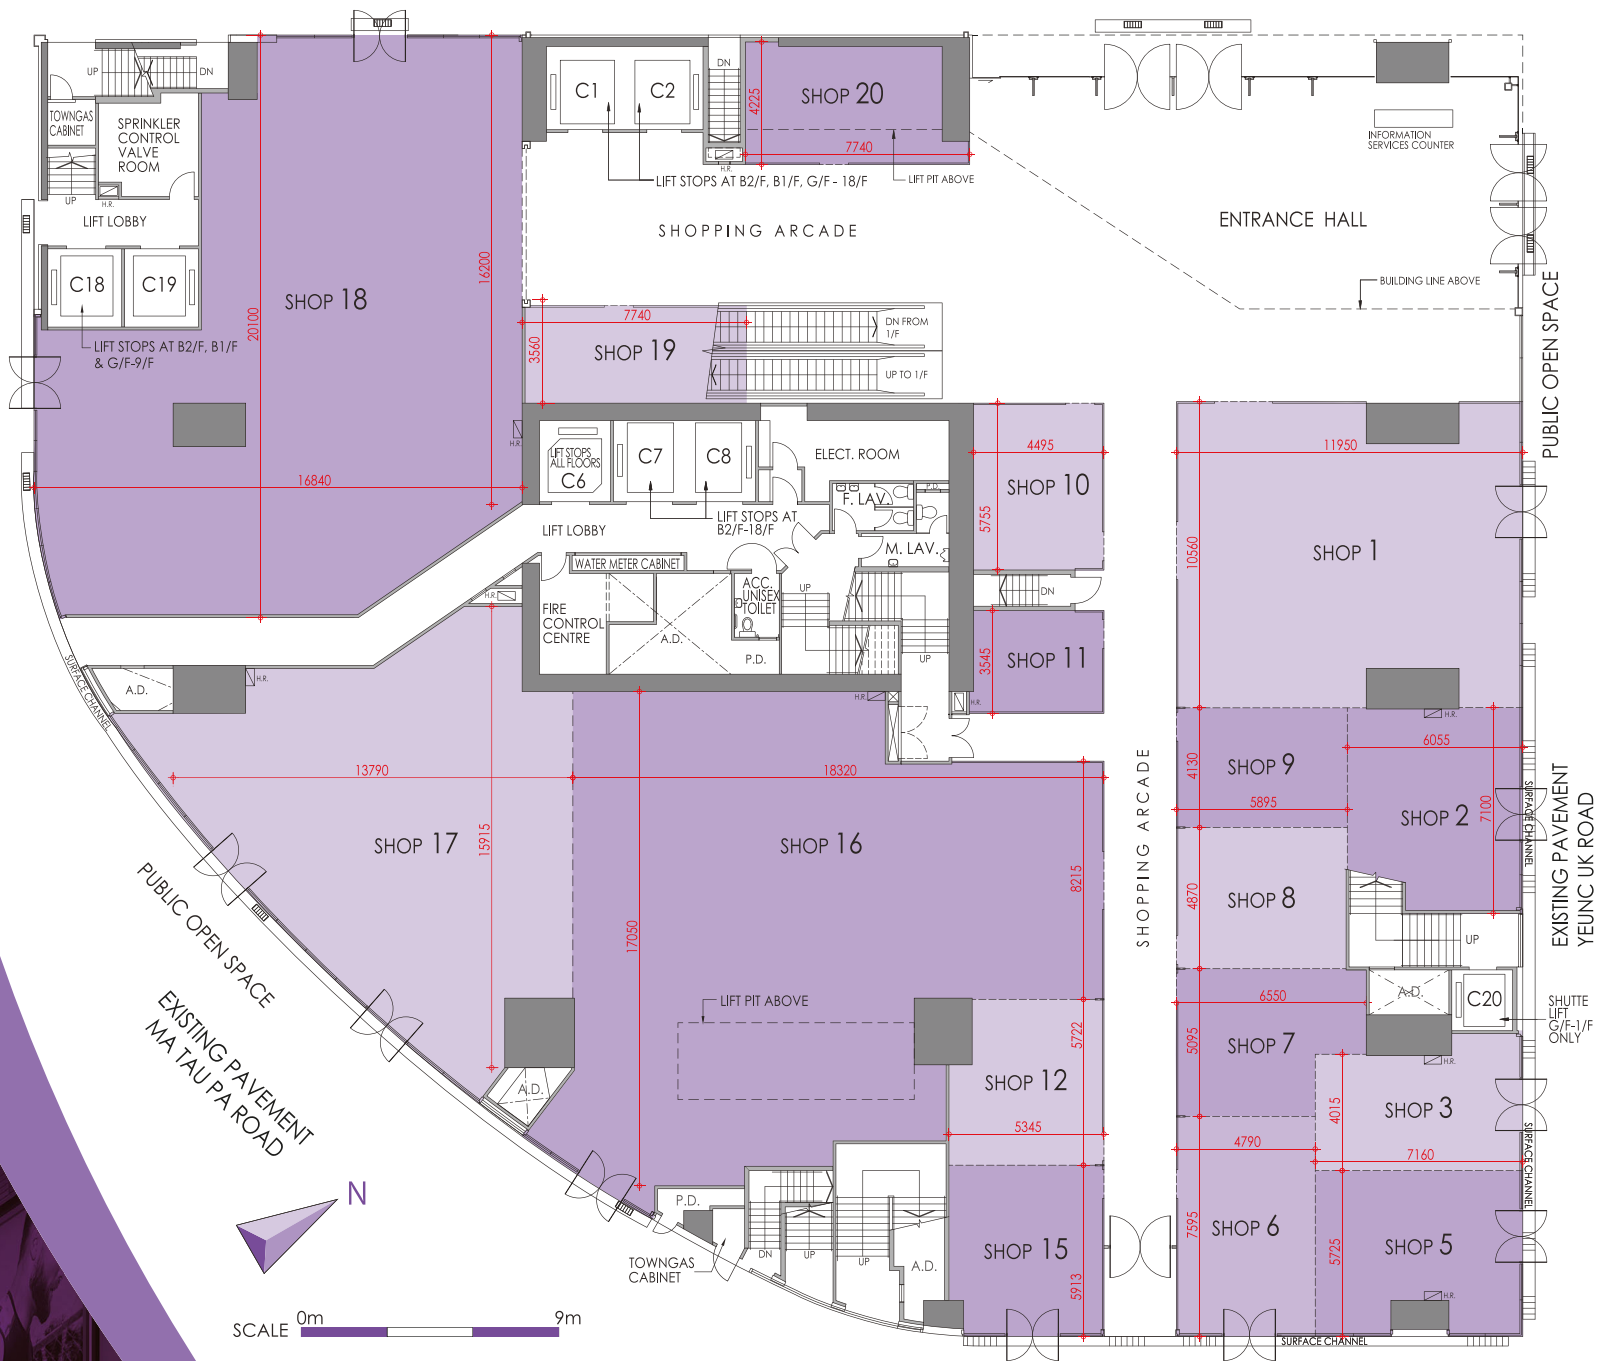 UP
DN
TOWNGAS
CABINET
SPRINKLER
CONTROL
VALVE
ROOM
UP
H.R.
LIFT LOBBY
C18
C19
LIFT STOPS AT B2/F, B1/F
& G/F-9/F
SHOP 18
20100
16200
16840
H.R.
C1
C2
DN
H.R.
LIFT STOPS AT B2/F, B1/F, G/F - 18/F
SHOP 20
4225
7740
LIFT PIT ABOVE
SHOPPING ARCADE
INFORMATION
SERVICES COUNTER
ENTRANCE HALL
BUILDING LINE ABOVE
PUBLIC OPEN SPACE
7740
3560
SHOP 19
DN FROM
1/F
UP TO 1/F
LIFT STOPS
ALL FLOORS
C6
C7
C8
ELECT. ROOM
LIFT STOPS AT
B2/F-18/F
LIFT LOBBY
F. LAV.
P.D.
M. LAV.
WATER METER CABINET
ACC.
UNISEX
TOILET
FIRE
CONTROL
CENTRE
A.D.
P.D.
UP
UP
H.R.
H.R.
H.R.
4495
SHOP 10
5755
DN
SHOP 11
3545
11950
SHOP 1
10560
H.R.
6055
SHOP 9
4130
5895
SHOP 2
7100
SHOP 8
4870
UP
EXISTING PAVEMENT
YEUNC UK ROAD
SURFACE CHANNEL
6550
A.D.
C20
SHUTTE
LIFT
G/F-1/F
ONLY
SHOP 7
5095
H.R.
SHOP 3
4015
4790
7160
SURFACE CHANNEL
SHOP 6
7595
SHOP 5
5725
H.R.
SURFACE CHANNEL
SHOPPING ARCADE
A.D.
H.R.
SURFACE CHANNEL
13790
18320
SHOP 17
15915
SHOP 16
8215
17050
LIFT PIT ABOVE
A.D.
5722
SHOP 12
5345
SHOP 15
5913
P.D.
TOWNGAS
CABINET
DN
UP
UP
A.D.
PUBLIC OPEN SPACE
EXISTING PAVEMENT
MA TAU PA ROAD
N
SCALE
0m
9m